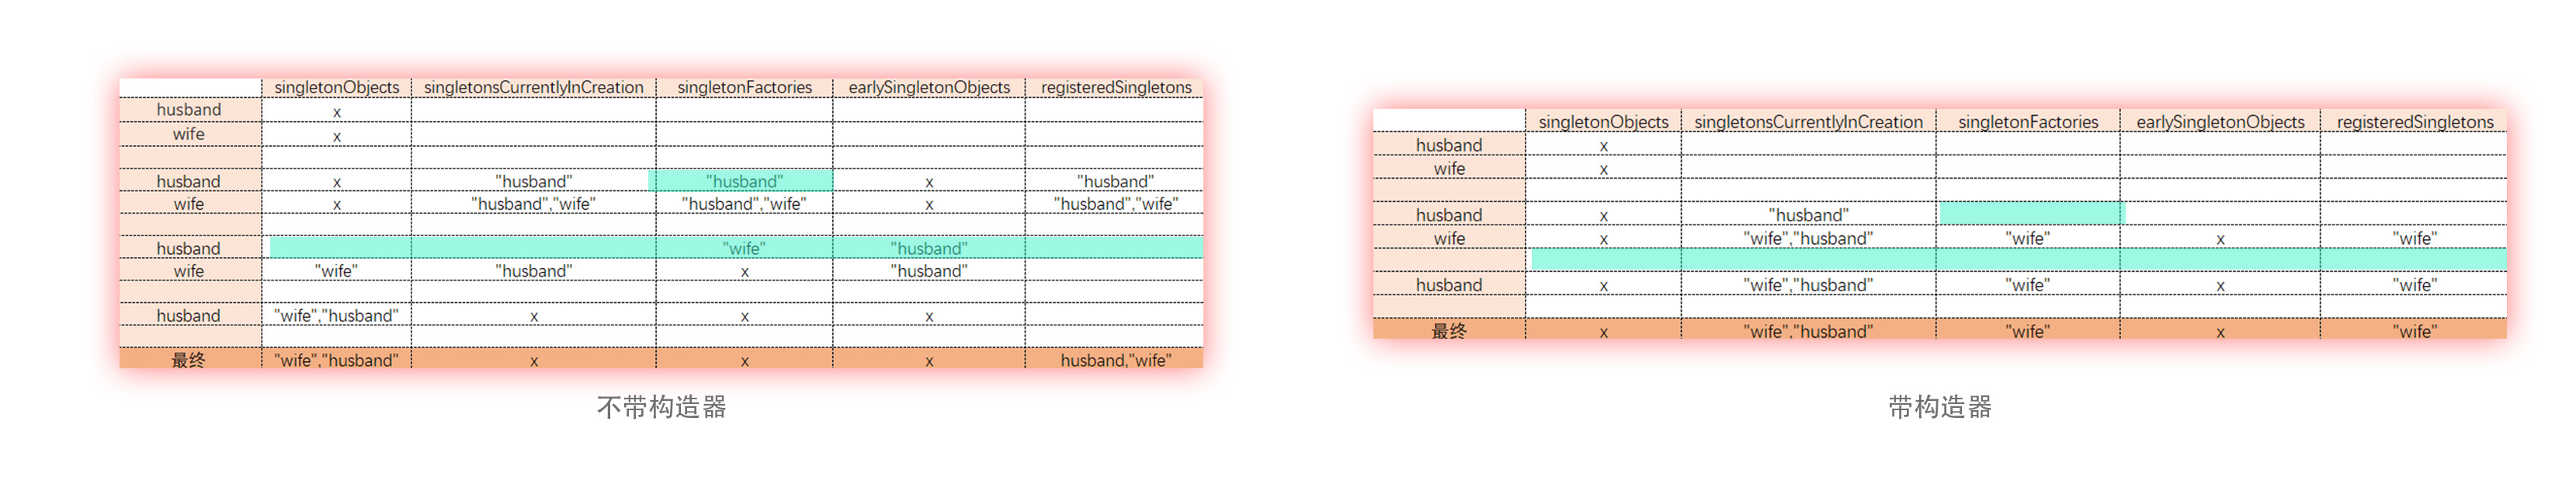 singletonObjects singletonsCurrentlyInCreation singletonFactories earlySingletonObjects registeredSingletons
husband x
wife x
husband x "husband" "husband" x "husband"
wife x "husband","wife" "husband","wife" x "husband","wife"
husband "wife" "husband"
wife "wife" "husband" x "husband"
husband "wife","husband" x x x
最终 "wife","husband" x x x husband,"wife"
不带构造器
singletonObjects singletonsCurrentlyInCreation singletonFactories earlySingletonObjects registeredSingletons
husband x
wife x
husband x "husband"
wife x "wife","husband" "wife" x "wife"
husband x "wife","husband" "wife" x "wife"
最终 x "wife","husband" "wife" x "wife"
带构造器